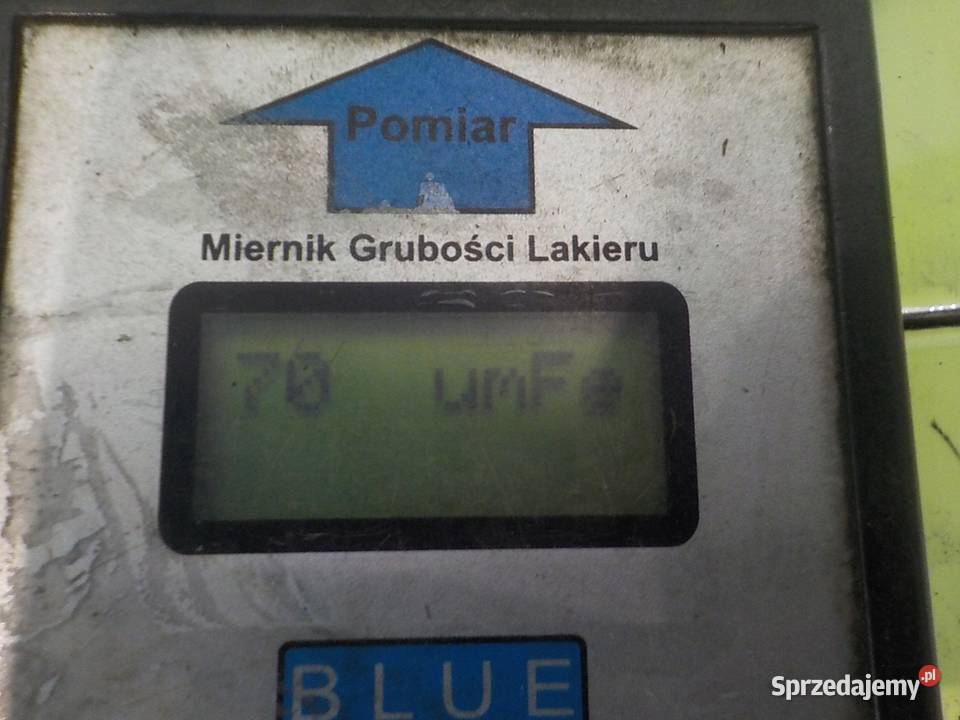 Pomiar
Miernik Grubości Lakieru
70 umFe
BLUE
Sprzedajemy.pl